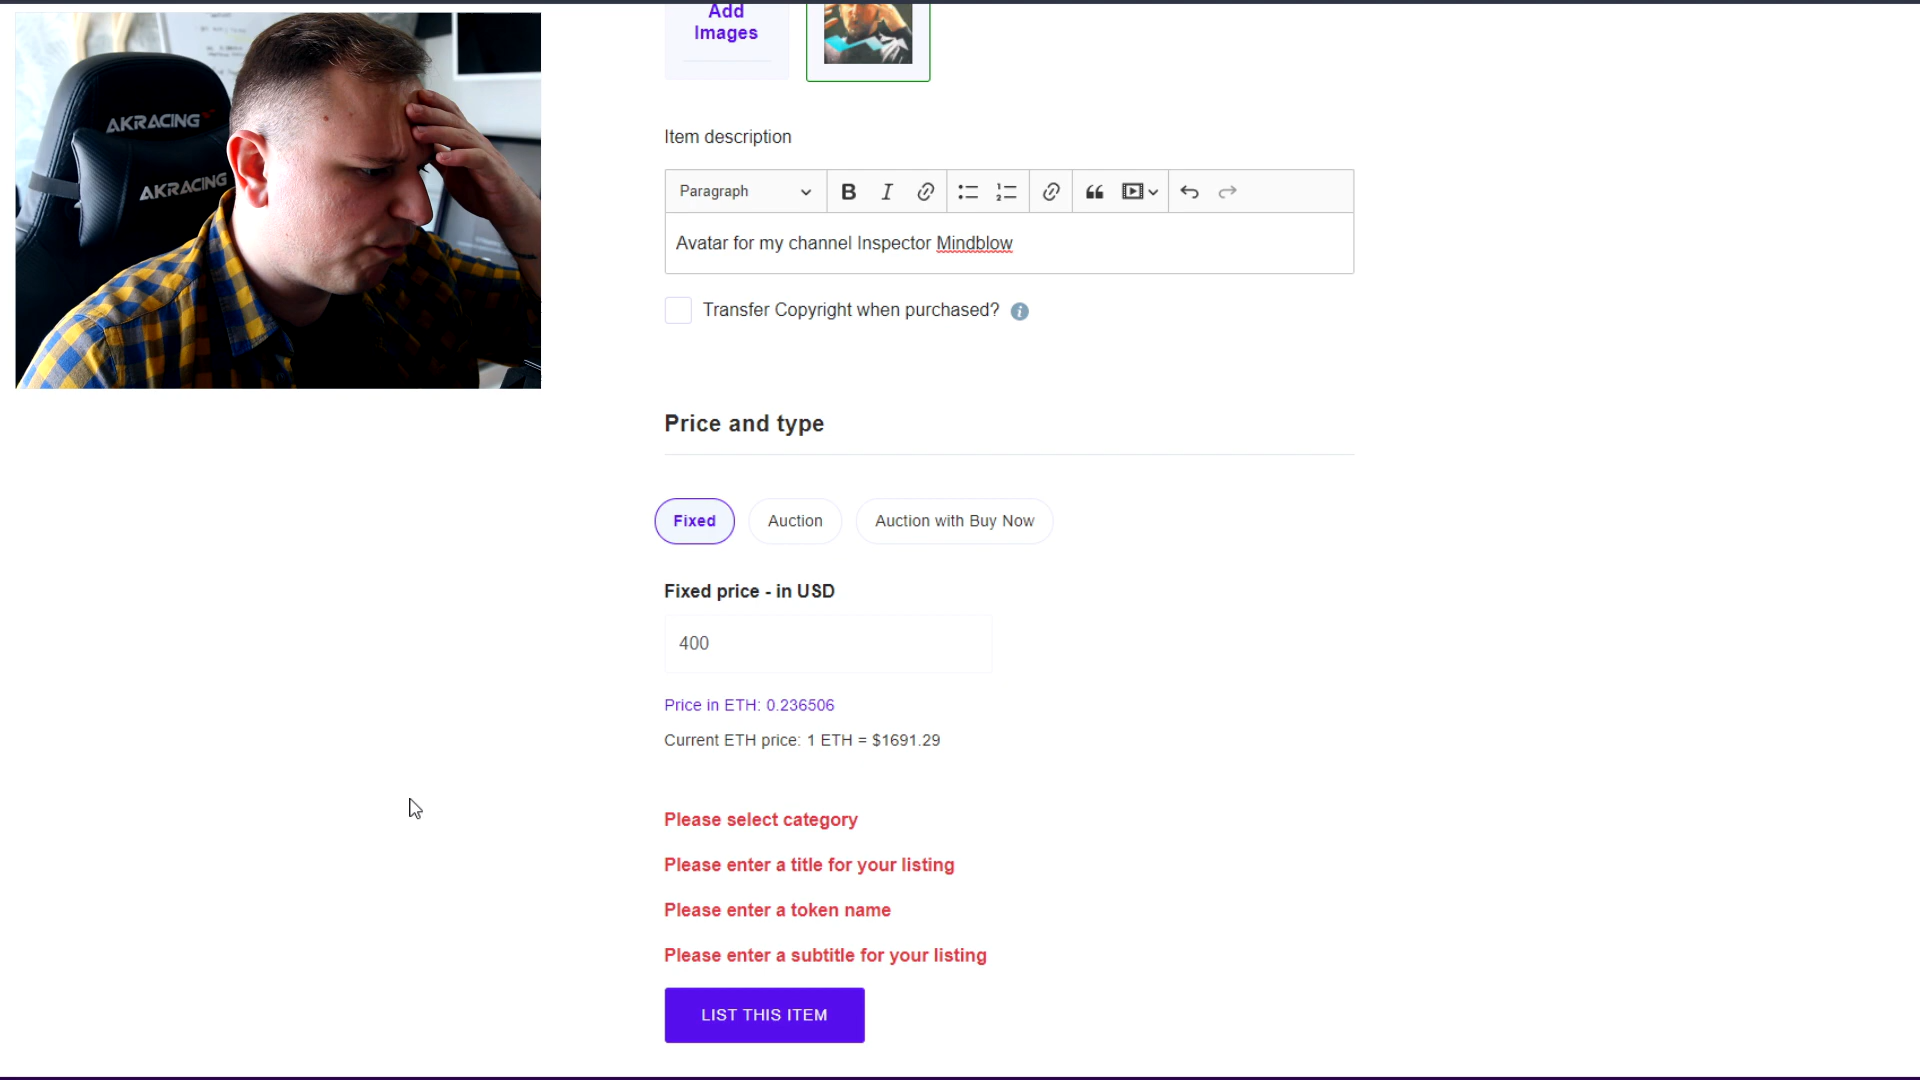 AKRACING
AKRACING
Add
Images
Item description
Paragraph
Avatar for my channel Inspector Mindblow
Transfer Copyright when purchased?
Price and type
Fixed
Auction
Auction with Buy Now
Fixed price - in USD
400
Price in ETH: 0.236506
Current ETH price: 1 ETH = $1691.29
Please select category
Please enter a title for your listing
Please enter a token name
Please enter a subtitle for your listing
LIST THIS ITEM